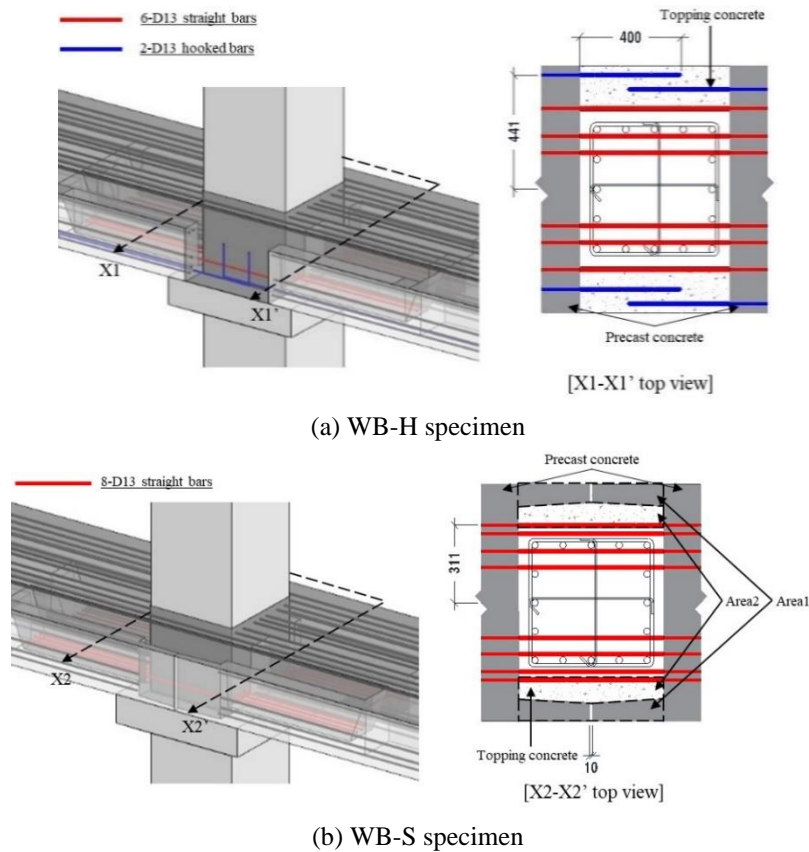 6-D13 straight bars
2-D13 hooked bars
Topping concrete
400
441
X1
X1'
Precast concrete
[X1-X1' top view]
(a) WB-H specimen
8-D13 straight bars
Precast concrete
311
Area2
Area1
X2
X2'
Topping concrete
10
[X2-X2' top view]
(b) WB-S specimen